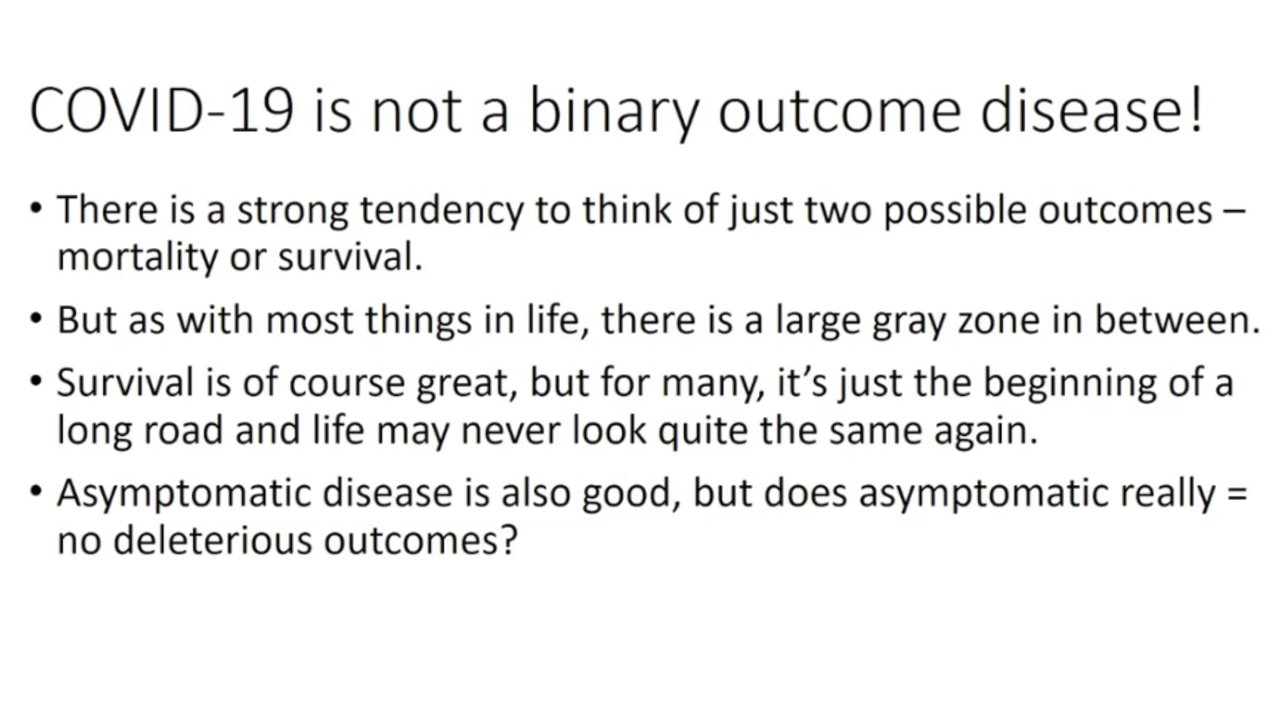 COVID-19 is not a binary outcome disease!
• There is a strong tendency to think of just two possible outcomes –
mortality or survival.
• But as with most things in life, there is a large gray zone in between.
• Survival is of course great, but for many, it’s just the beginning of a
long road and life may never look quite the same again.
• Asymptomatic disease is also good, but does asymptomatic really =
no deleterious outcomes?